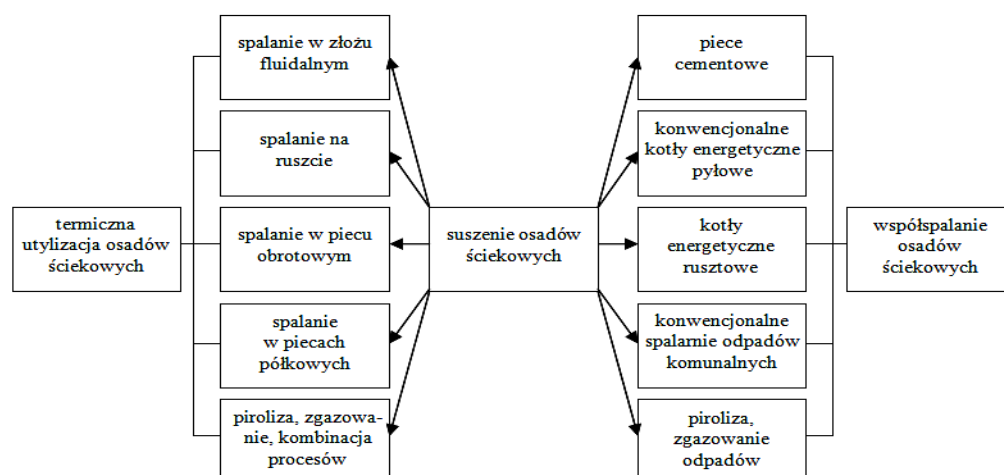 spalanie w złożu
fluidalnym
spalanie na
ruszcie
termiczna
utylizacja osadów
ściekowych
spalanie w piecu
obrotowym
spalanie
w piecach
półkowych
piroliza, zgazowa-
nie, kombinacja
procesów
suszenie osadów
ściekowych
piece
cementowe
konwencjonalne
kotły energetyczne
pyłowe
kotły
energetyczne
rusztowe
konwencjonalne
spalarnie odpadów
komunalnych
piroliza,
zgazowanie
odpadów
współspalanie
osadów
ściekowych